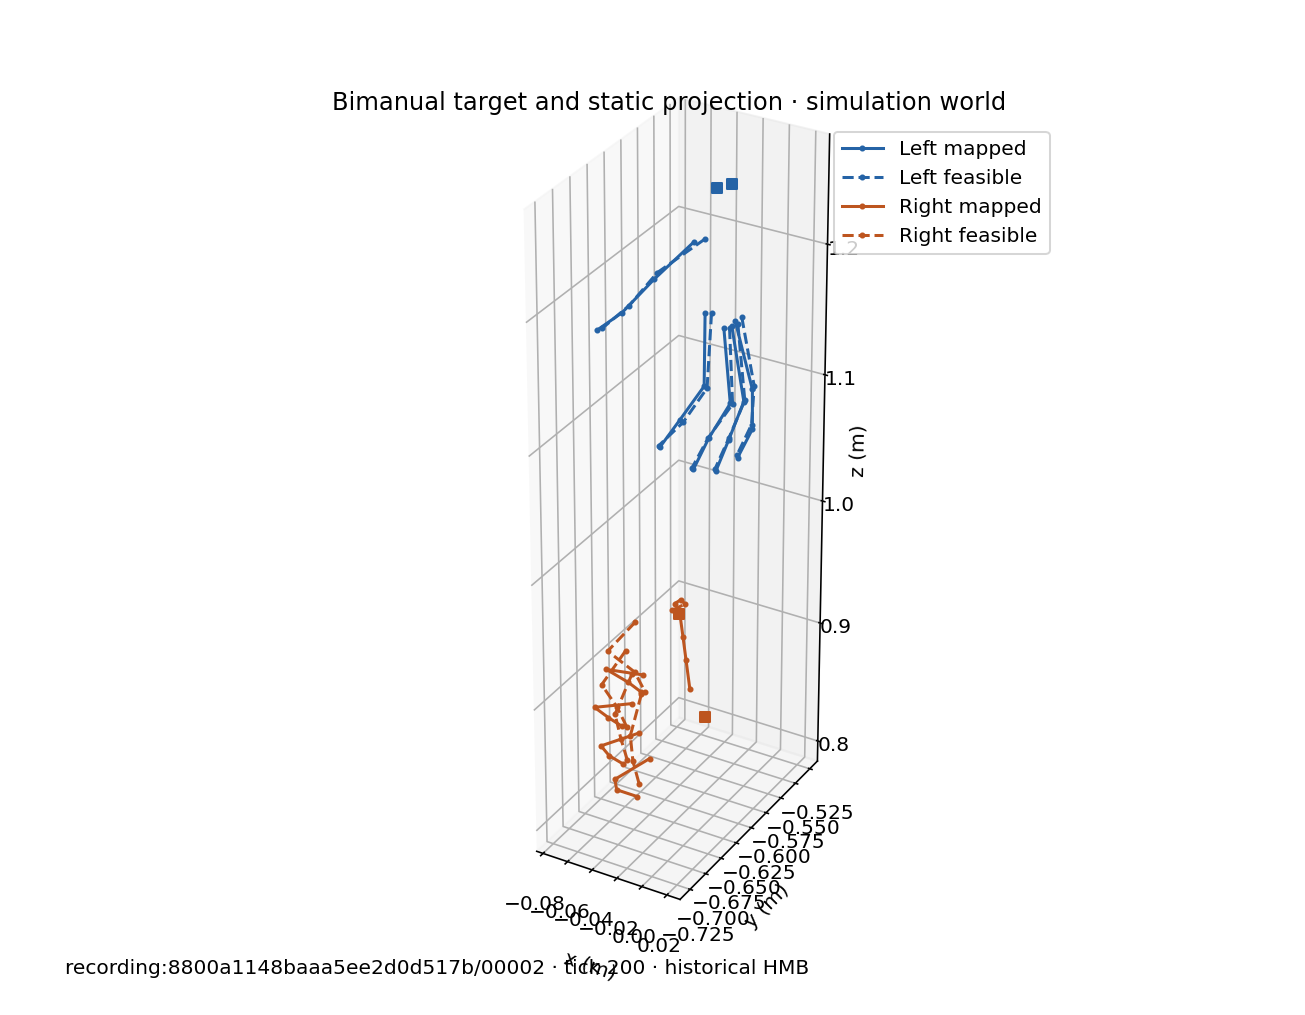 Bimanual target and static projection · simulation world
Left mapped
Left feasible
Right mapped
Right feasible
1.2
1.1
1.0
0.9
0.8
z (m)
−0.525
−0.550
−0.575
−0.600
−0.625
−0.650
−0.675
−0.700
−0.725
y (m)
−0.08
−0.06
−0.04
−0.02
0.00
0.02
x (m)
recording:8800a1148baaa5ee2d0d517b/00002 · tick 200 · historical HMB